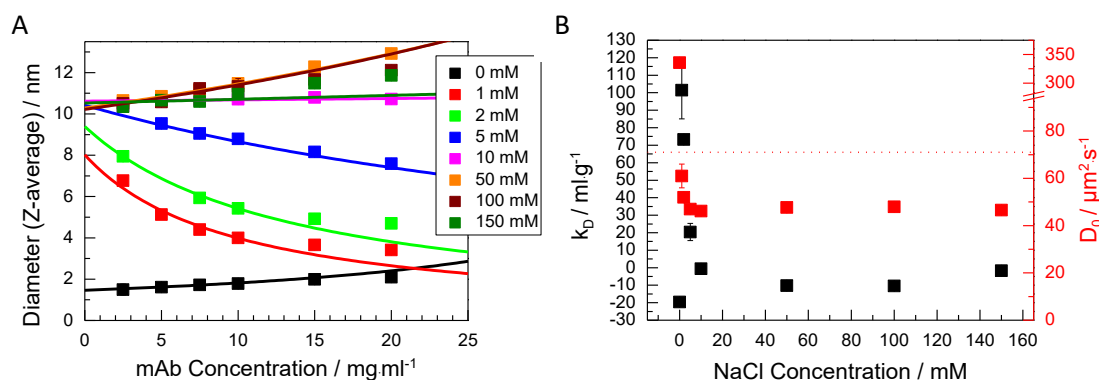 A
Diameter (Z-average) / nm
12
10
8
6
4
2
0
0 5 10 15 20 25
mAb Concentration / mg.ml⁻¹
0 mM
1 mM
2 mM
5 mM
10 mM
50 mM
100 mM
150 mM
B
k_D / ml.g⁻¹
130
120
110
100
90
80
70
60
50
40
30
20
10
0
-10
-20
-30
0 20 40 60 80 100 120 140 160
NaCl Concentration / mM
350
300
80
60
40
20
0
D₀ / µm².s⁻¹